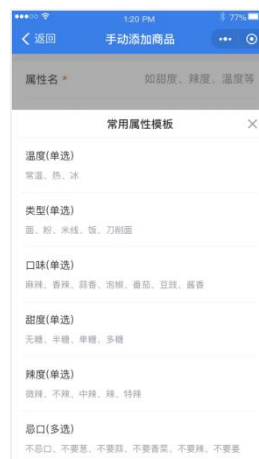 1:20 PM
77%
返回
手动添加商品
属性名 *
如甜度、辣度、温度等
常用属性模板
温度(单选)
常温、热、冰
类型(单选)
面、粉、米线、饭、刀削面
口味(单选)
麻辣、香辣、蒜香、泡椒、番茄、豆豉、酱香
甜度(单选)
无糖、半糖、单糖、多糖
辣度(单选)
微辣、不辣、中辣、辣、特辣
忌口(多选)
不忌口、不要葱、不要蒜、不要香菜、不要辣、不要姜